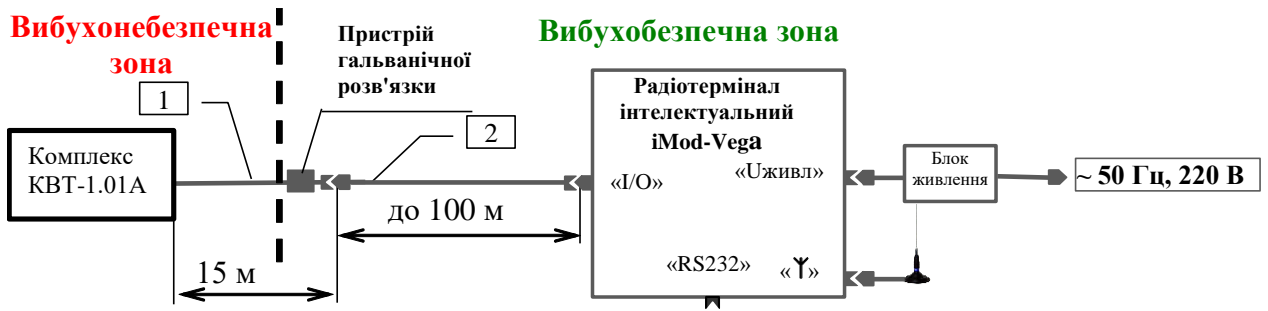 Вибухонебезпечна
зона
Пристрій
гальванічної
розв'язки
Вибухобезпечна зона
1
2
Комплекс
КВТ-1.01А
Радіотермінал
інтелектуальний
iMod-Vega
«I/O»
«Uживл»
«RS232»
Блок
живлення
~ 50 Гц, 220 В
до 100 м
15 м